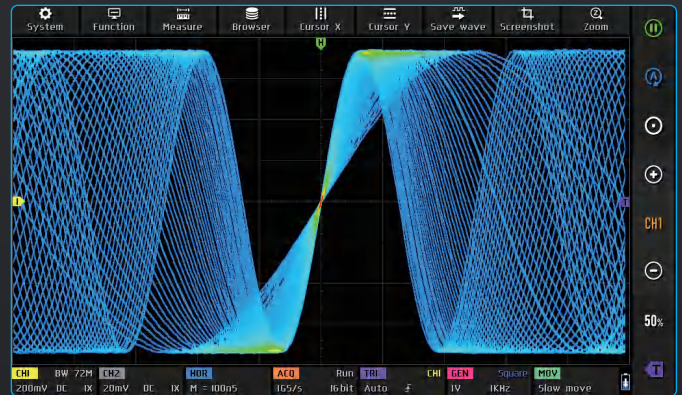 System Function Measure Browser Cursor X Cursor Y Save wave Screenshot Zoom
H
A
1
T
CH1
50%
T
CH1 BW 72M CH2 HOR ACQ Run TRI CH1 GEN Square MOV
200mV DC 1X 20mV DC 1X M = 100nS 1GS/s 16bit Auto 1V 1KHz Slow move